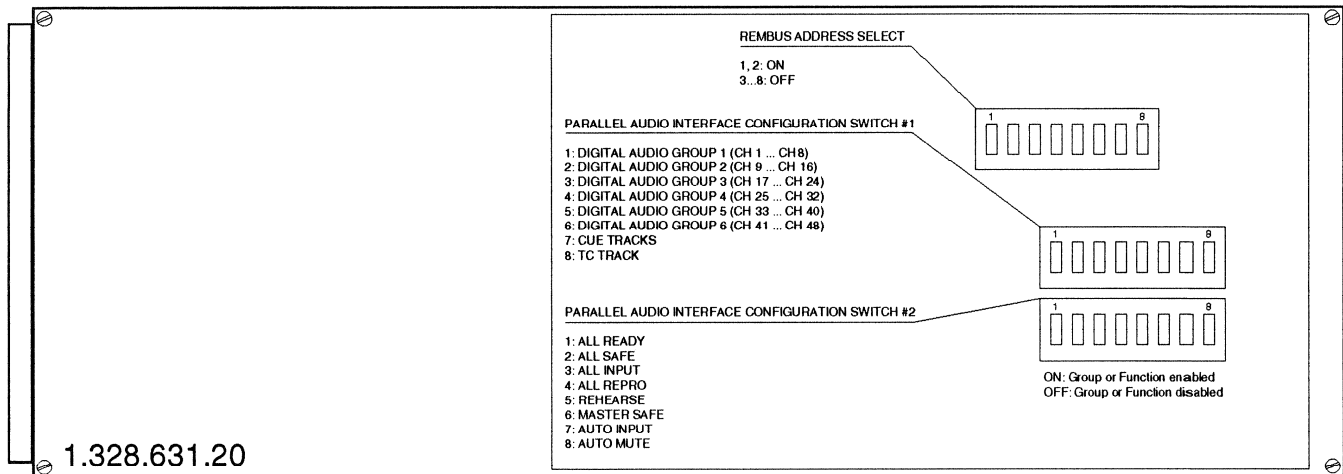 REMBUS ADDRESS SELECT
1, 2: ON
3...8: OFF
1 8
PARALLEL AUDIO INTERFACE CONFIGURATION SWITCH #1
1: DIGITAL AUDIO GROUP 1 (CH 1 ... CH 8)
2: DIGITAL AUDIO GROUP 2 (CH 9 ... CH 16)
3: DIGITAL AUDIO GROUP 3 (CH 17 ... CH 24)
4: DIGITAL AUDIO GROUP 4 (CH 25 ... CH 32)
5: DIGITAL AUDIO GROUP 5 (CH 33 ... CH 40)
6: DIGITAL AUDIO GROUP 6 (CH 41 ... CH 48)
7: CUE TRACKS
8: TC TRACK
1 8
PARALLEL AUDIO INTERFACE CONFIGURATION SWITCH #2
1: ALL READY
2: ALL SAFE
3: ALL INPUT
4: ALL REPRO
5: REHEARSE
6: MASTER SAFE
7: AUTO INPUT
8: AUTO MUTE
1 8
ON: Group or Function enabled
OFF: Group or Function disabled
1.328.631.20